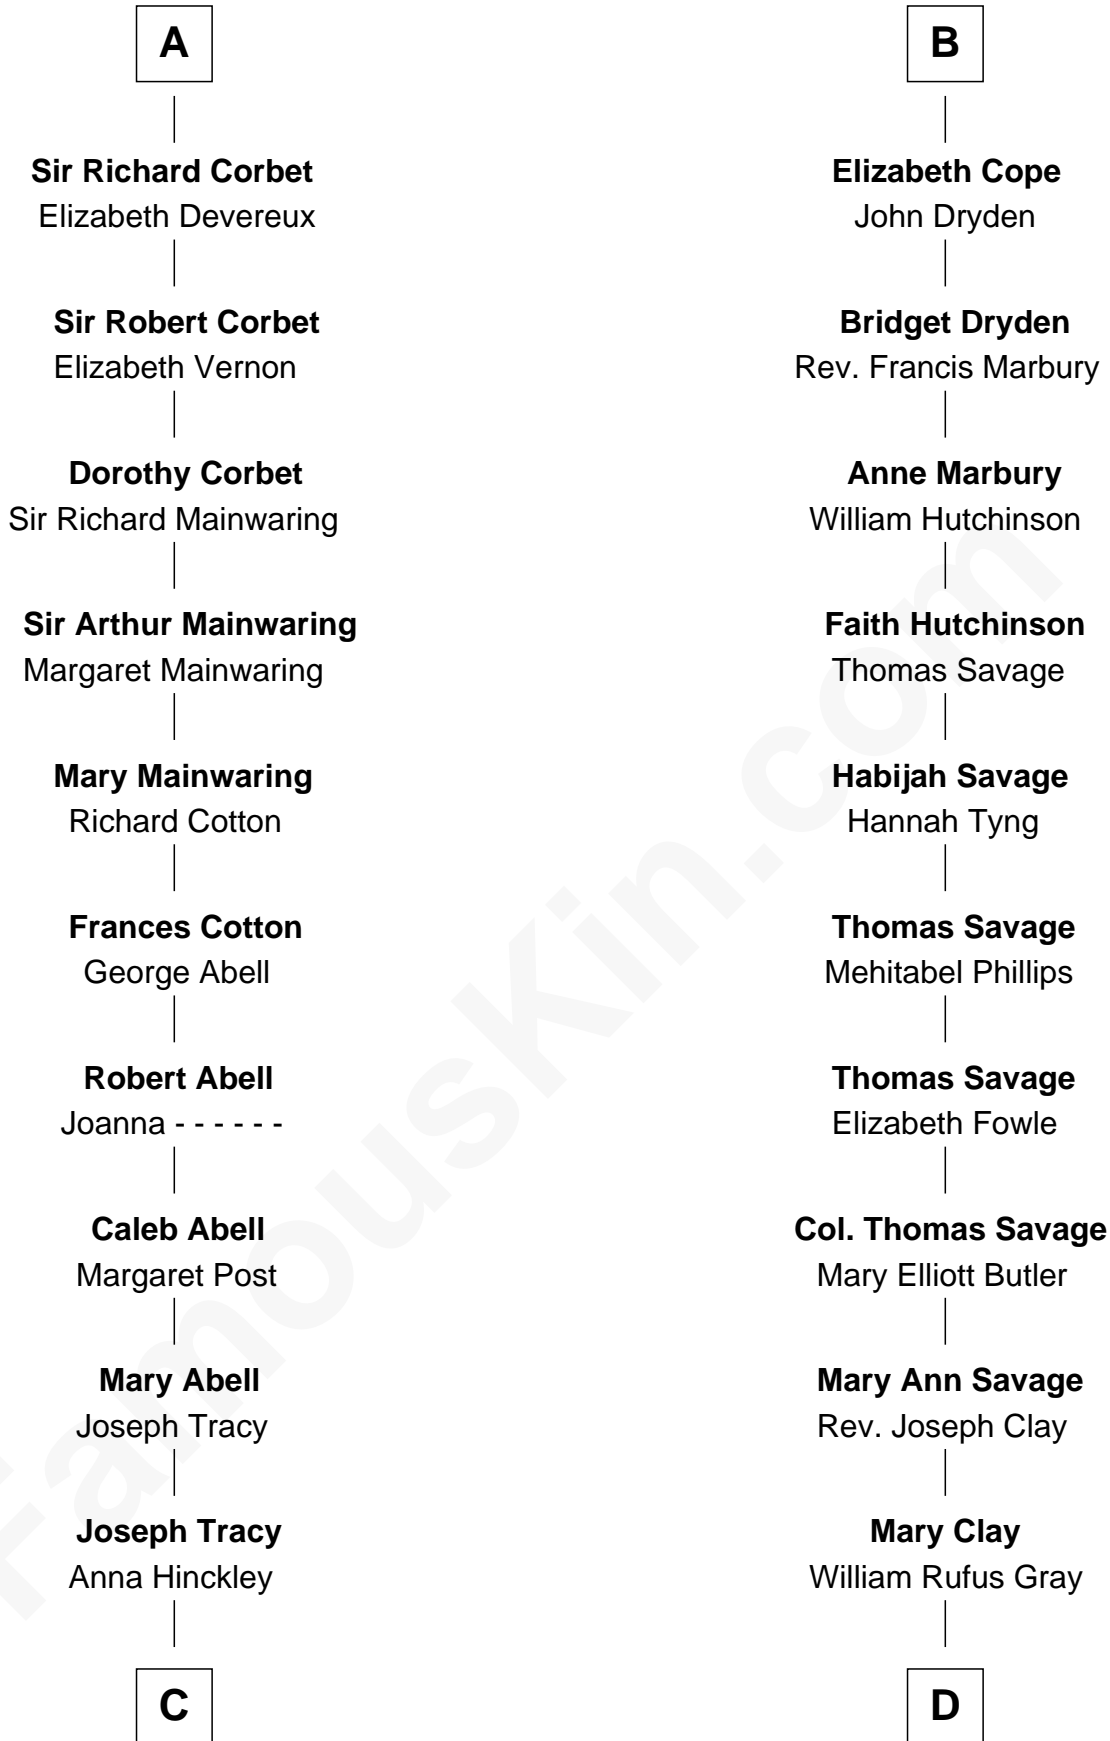 A
Sir Richard Corbet
Elizabeth Devereux
Sir Robert Corbet
Elizabeth Vernon
Dorothy Corbet
Sir Richard Mainwaring
Sir Arthur Mainwaring
Margaret Mainwaring
Mary Mainwaring
Richard Cotton
Frances Cotton
George Abell
Robert Abell
Joanna - - - - - -
Caleb Abell
Margaret Post
Mary Abell
Joseph Tracy
Joseph Tracy
Anna Hinckley
C
B
Elizabeth Cope
John Dryden
Bridget Dryden
Rev. Francis Marbury
Anne Marbury
William Hutchinson
Faith Hutchinson
Thomas Savage
Habijah Savage
Hannah Tyng
Thomas Savage
Mehitabel Phillips
Thomas Savage
Elizabeth Fowle
Col. Thomas Savage
Mary Elliott Butler
Mary Ann Savage
Rev. Joseph Clay
Mary Clay
William Rufus Gray
D
FamousKin.com